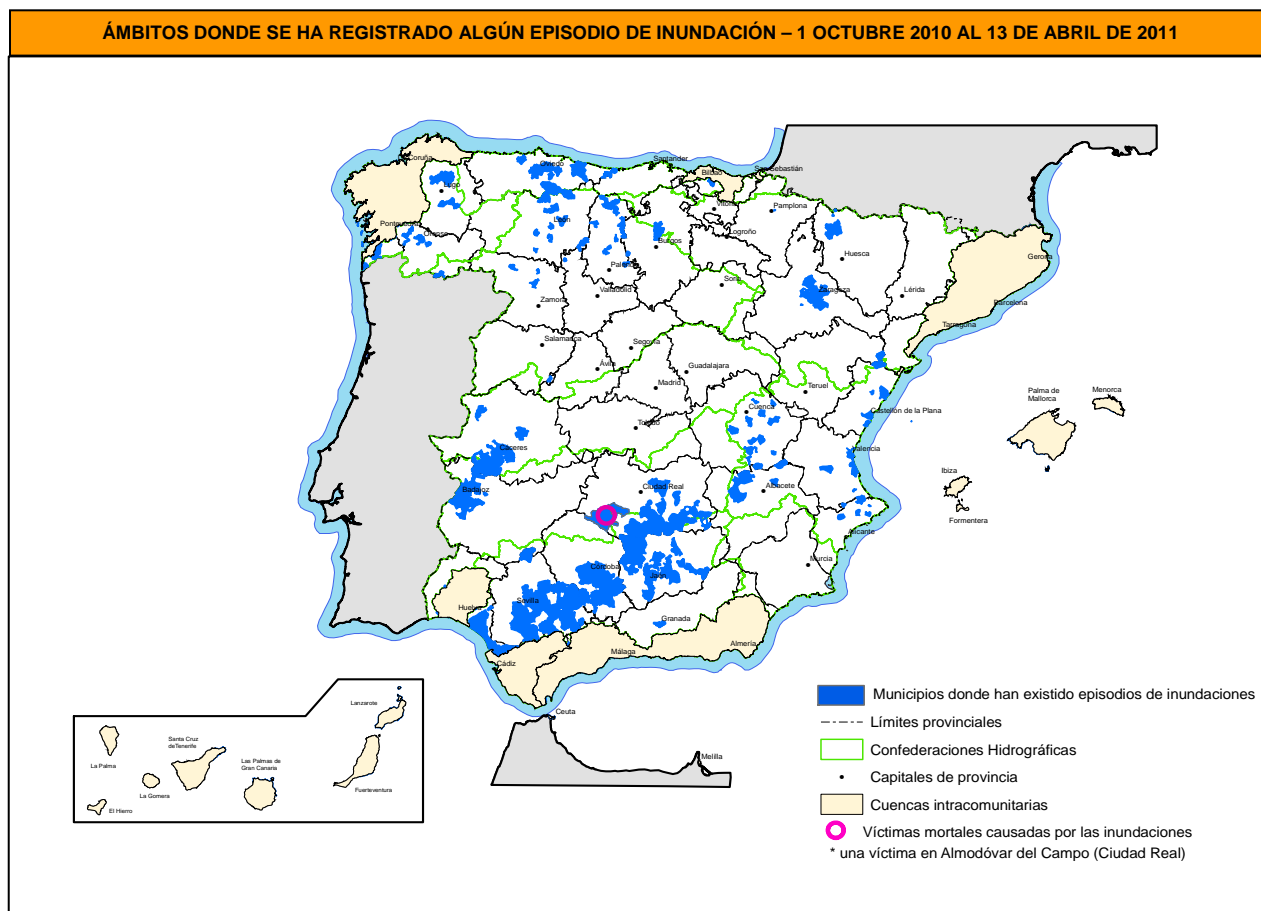 ÁMBITOS DONDE SE HA REGISTRADO ALGÚN EPISODIO DE INUNDACIÓN – 1 OCTUBRE 2010 AL 13 DE ABRIL DE 2011
Coruña
Lugo
Oviedo
Santander
Bilbao
San Sebastián
Vitoria
Pamplona
Pontevedra
Orense
León
Burgos
Logroño
Huesca
Gerona
Palencia
Zamora
Valladolid
Soria
Zaragoza
Lérida
Barcelona
Tarragona
Salamanca
Segovia
Ávila
Guadalajara
Madrid
Teruel
Cuenca
Castellón de la Plana
Palma de
Mallorca
Menorca
Toledo
Cáceres
Valencia
Ibiza
Formentera
Badajoz
Ciudad Real
Albacete
Alicante
Murcia
Córdoba
Jaén
Huelva
Sevilla
Granada
Almería
Málaga
Cádiz
Ceuta
Melilla
Lanzarote
Santa Cruz
deTenerife
La Palma
Las Palmas de
Gran Canaria
La Gomera
El Hierro
Fuerteventura
Municipios donde han existido episodios de inundaciones
Límites provinciales
Confederaciones Hidrográficas
Capitales de provincia
Cuencas intracomunitarias
Víctimas mortales causadas por las inundaciones
* una víctima en Almodóvar del Campo (Ciudad Real)